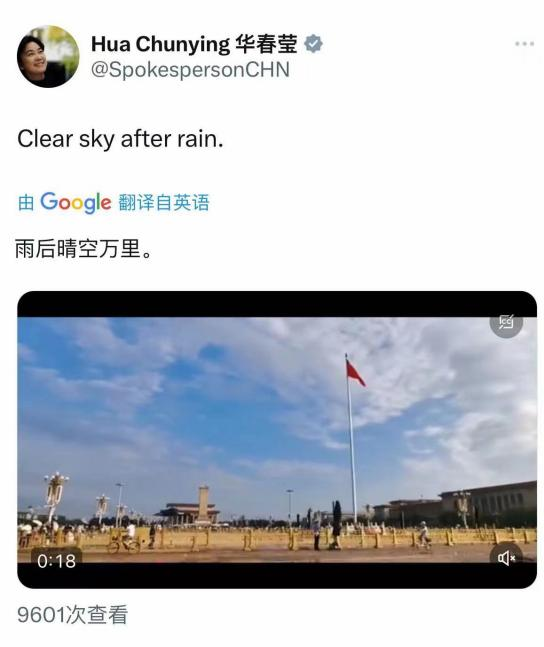 Hua Chunying 华春莹
@SpokespersonCHN
Clear sky after rain.
由 Google 翻译自英语
雨后晴空万里。
0:18
9601次查看